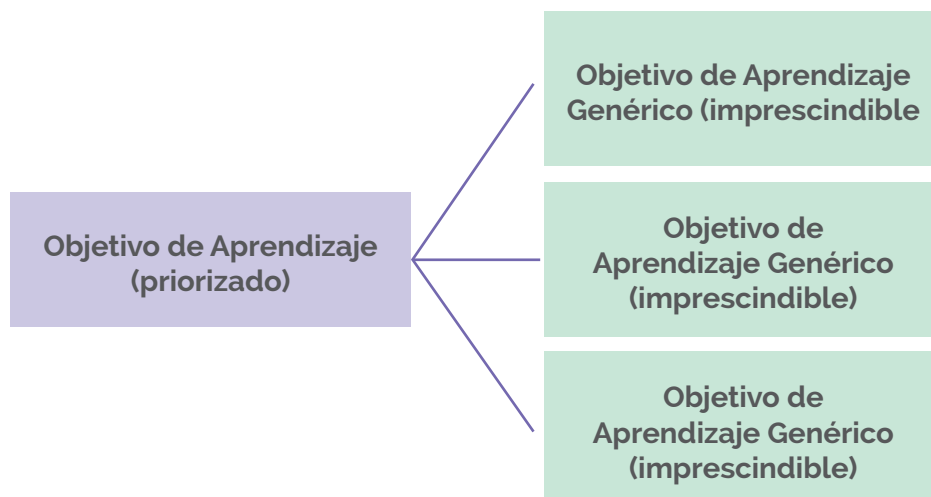 Objetivo de Aprendizaje
(priorizado)
Objetivo de Aprendizaje
Genérico (imprescindible
Objetivo de
Aprendizaje Genérico
(imprescindible)
Objetivo de
Aprendizaje Genérico
(imprescindible)